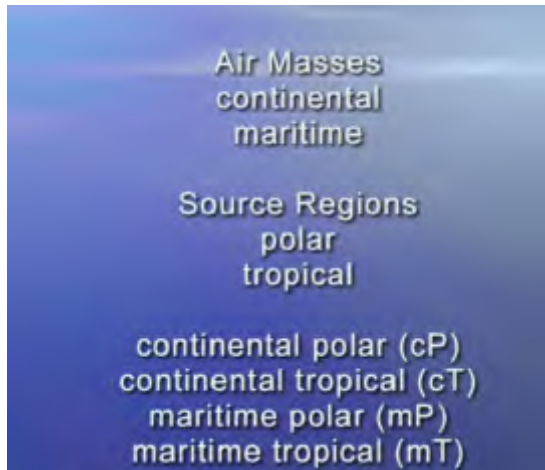 Air Masses
continental
maritime
Source Regions
polar
tropical
continental polar (cP)
continental tropical (cT)
maritime polar (mP)
maritime tropical (mT)